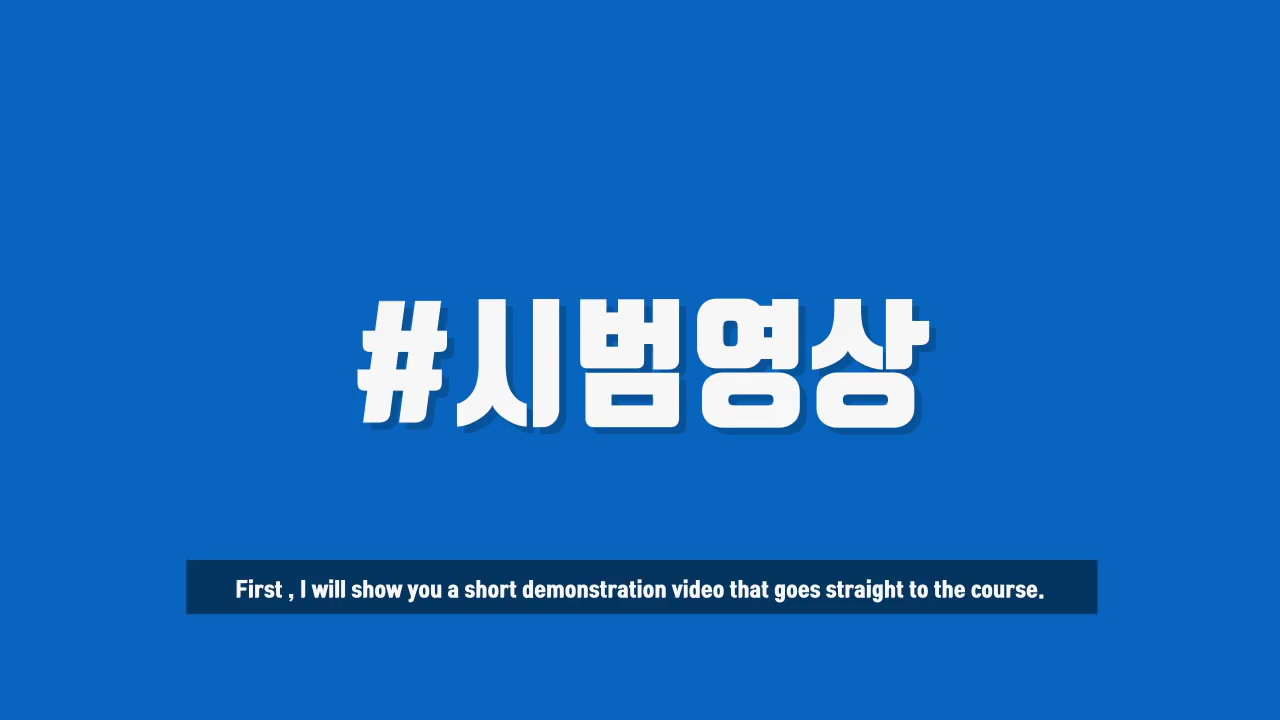 #시범영상
First , I will show you a short demonstration video that goes straight to the course.